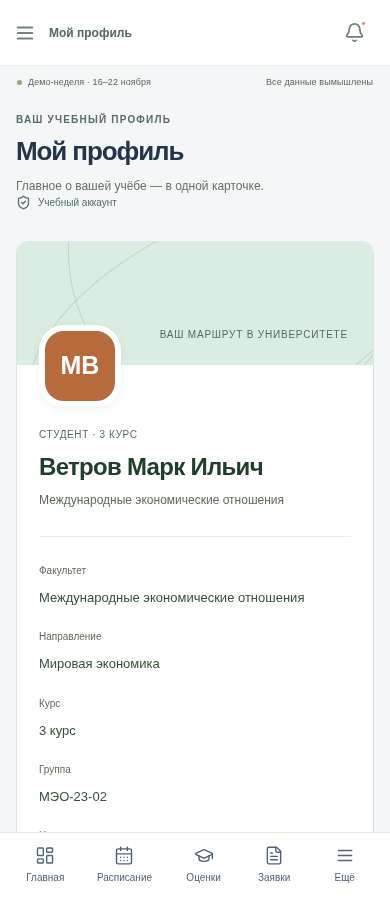 Мой профиль
Демо-неделя · 16–22 ноября
Все данные вымышлены
ВАШ УЧЕБНЫЙ ПРОФИЛЬ
Мой профиль
Главное о вашей учёбе — в одной карточке.
Учебный аккаунт
ВАШ МАРШРУТ В УНИВЕРСИТЕТЕ
МВ
СТУДЕНТ · 3 КУРС
Ветров Марк Ильич
Международные экономические отношения
Факультет
Международные экономические отношения
Направление
Мировая экономика
Курс
3 курс
Группа
МЭО-23-02
Главная
Расписание
Оценки
Заявки
Ещё